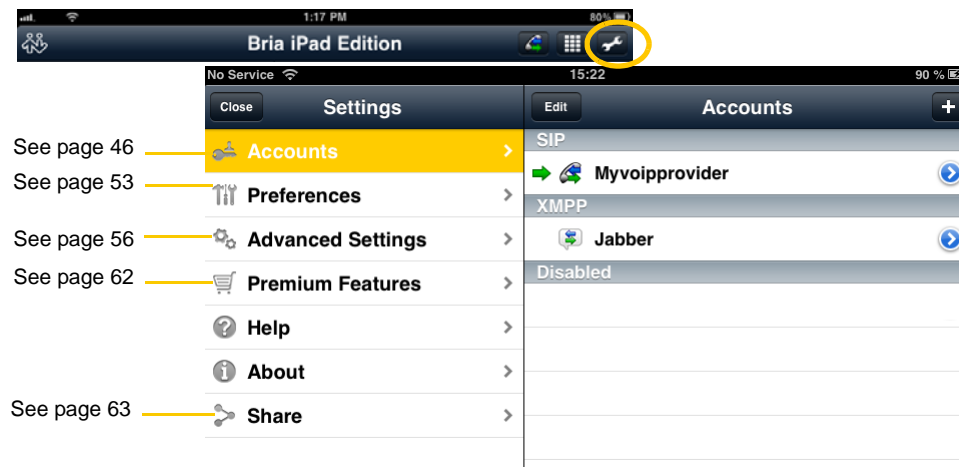 1:17 PM 80%
Bria iPad Edition
No Service 15:22 90 %
Close Settings Edit Accounts +
SIP
See page 46 Accounts
Myvoipprovider
See page 53 Preferences
XMPP
See page 56 Advanced Settings
Jabber
See page 62 Premium Features
Disabled
Help
About
See page 63 Share